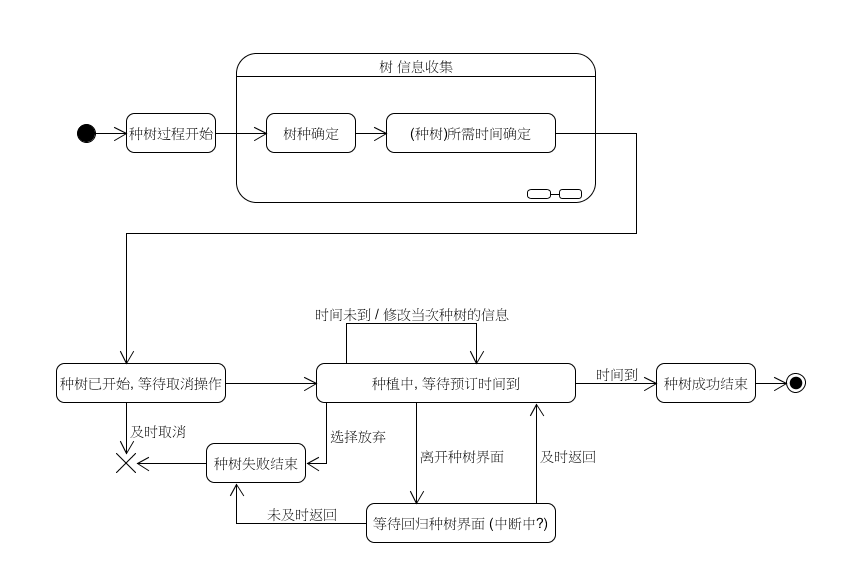 树 信息收集
种树过程开始
树种确定
(种树)所需时间确定
时间未到 / 修改当次种树的信息
种树已开始, 等待取消操作
种植中, 等待预订时间到
时间到
种树成功结束
及时取消
选择放弃
种树失败结束
离开种树界面
及时返回
未及时返回
等待回归种树界面 (中断中?)